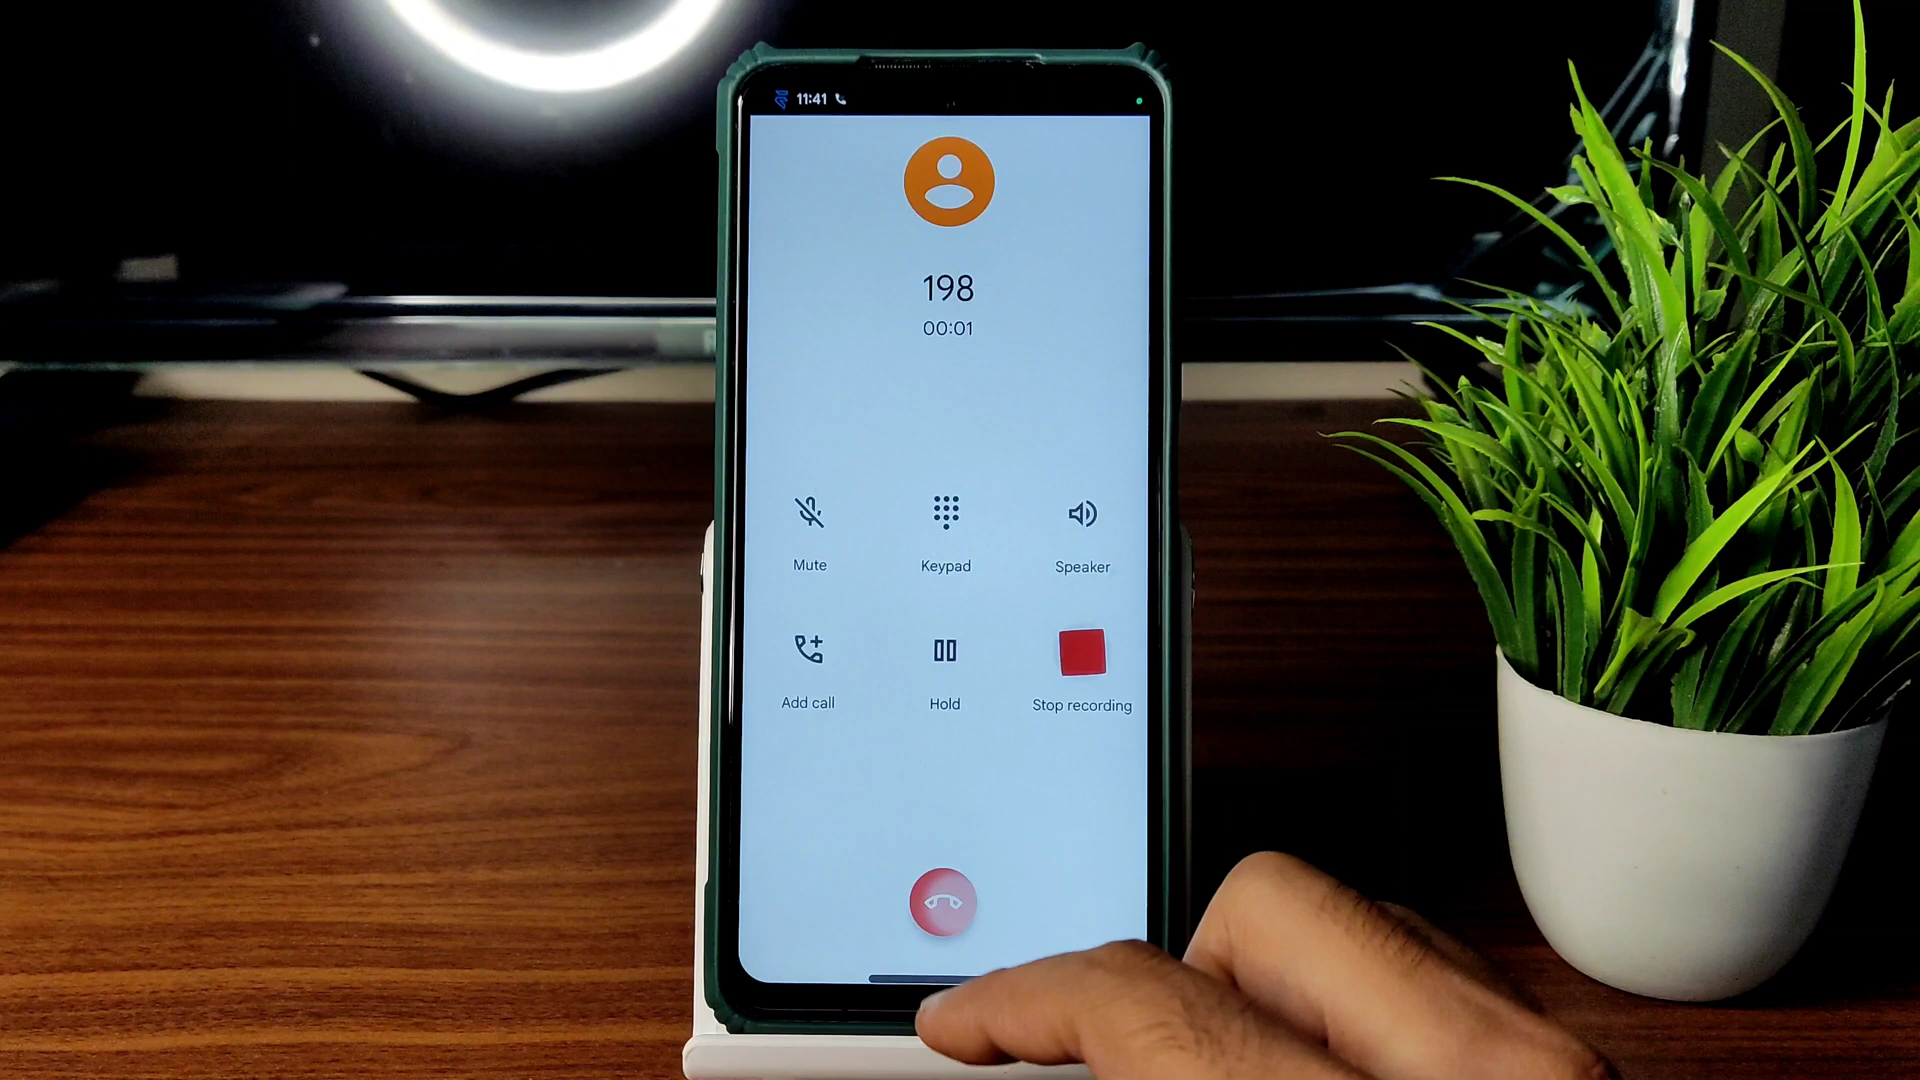 11:41
198
00:01
Mute
Keypad
Speaker
Add call
Hold
Stop recording